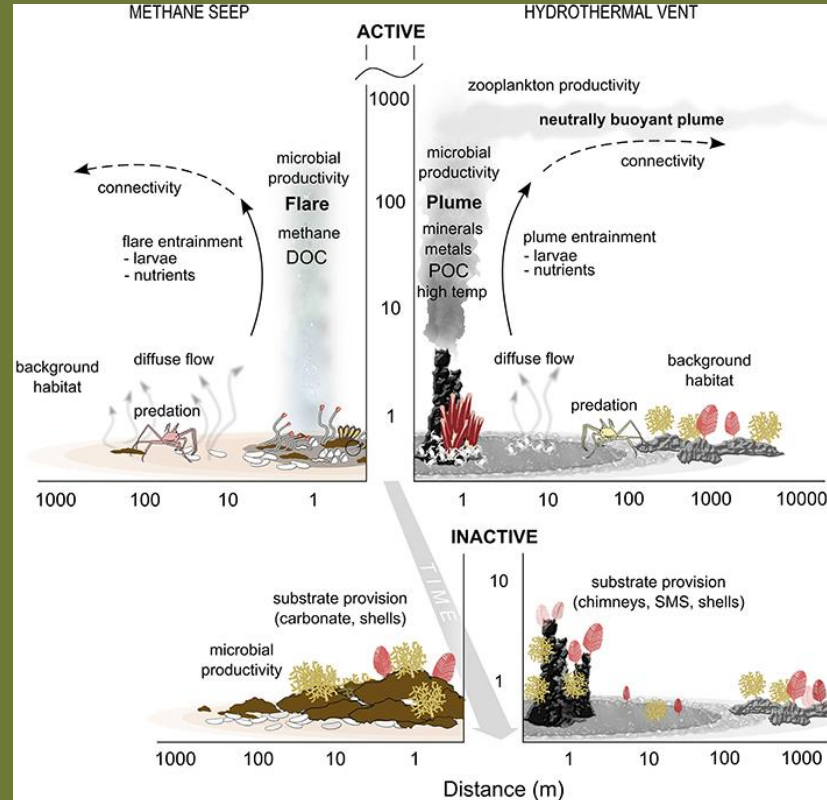 METHANE SEEP
HYDROTHERMAL VENT
ACTIVE
1000
100
10
1
microbial
productivity
Flare
methane
DOC
connectivity
flare entrainment
- larvae
- nutrients
background
habitat
diffuse flow
predation
1000 100 10 1
zooplankton productivity
neutrally buoyant plume
connectivity
microbial
productivity
Plume
minerals
metals
POC
high temp
plume entrainment
- larvae
- nutrients
diffuse flow
background
habitat
predation
1 10 100 1000 10000
TIME
INACTIVE
10
1
substrate provision
(carbonate, shells)
microbial
productivity
1000 100 10 1
substrate provision
(chimneys, SMS, shells)
1 10 100 1000
Distance (m)